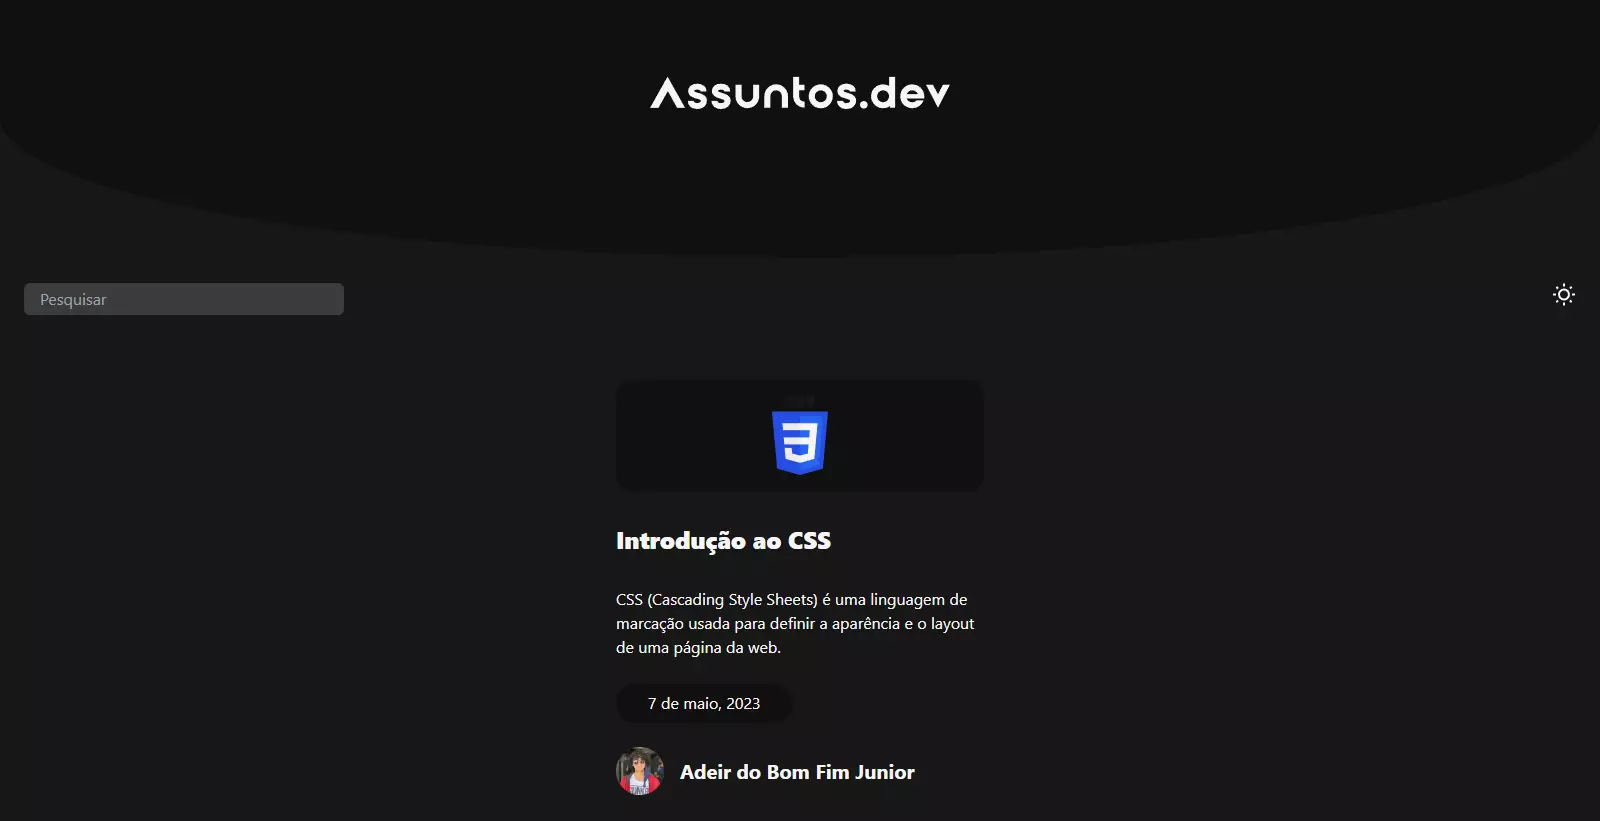 Assuntos.dev
Pesquisar
Introdução ao CSS
CSS (Cascading Style Sheets) é uma linguagem de
marcação usada para definir a aparência e o layout
de uma página da web.
7 de maio, 2023
Adeir do Bom Fim Junior